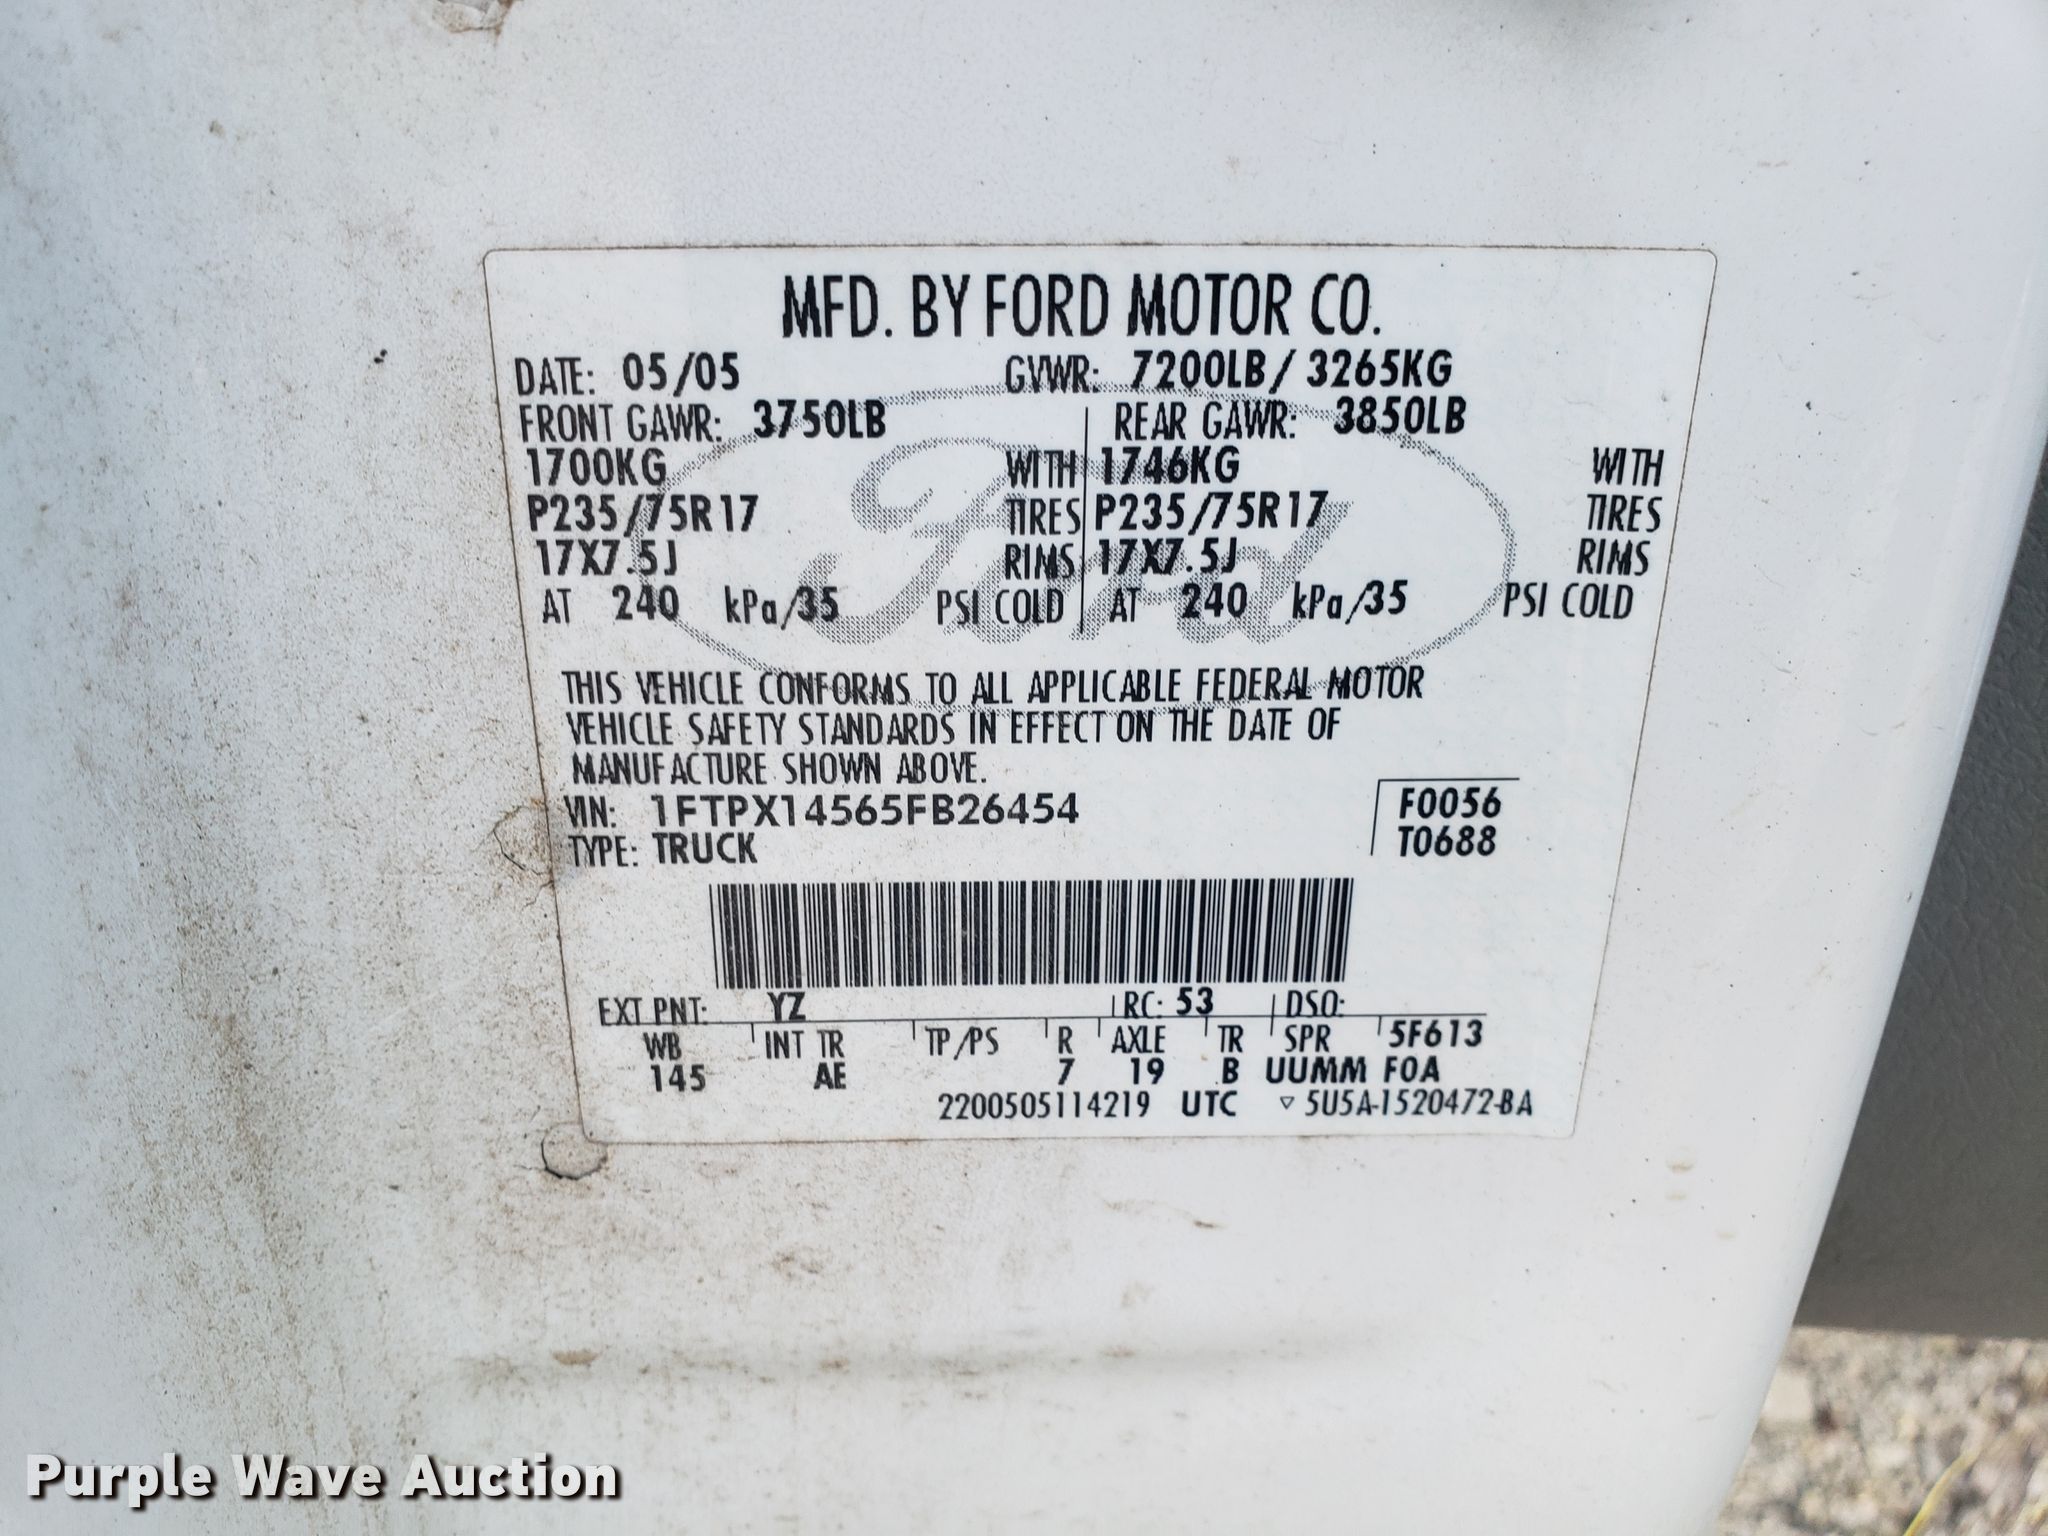 MFD. BY FORD MOTOR CO.
DATE: 05/05 GVWR: 7200LB/ 3265KG
FRONT GAWR: 3750LB REAR GAWR: 3850LB
1700KG WITH 1746KG WITH
P235/75R17 TIRES P235/75R17 TIRES
17X7.5J RIMS 17X7.5J RIMS
AT 240 kPa/35 PSI COLD AT 240 kPa/35 PSI COLD
Ford
THIS VEHICLE CONFORMS TO ALL APPLICABLE FEDERAL MOTOR
VEHICLE SAFETY STANDARDS IN EFFECT ON THE DATE OF
MANUFACTURE SHOWN ABOVE.
VIN: 1FTPX14565FB26454 F0056
TYPE: TRUCK T0688
EXT PNT: YZ RC: 53 DSO:
WB INT TR TP/PS R AXLE TR SPR 5F613
145 AE 7 19 B UUMM F0A
2200505114219 UTC ▽ 5U5A-1520472-BA
Purple Wave Auction